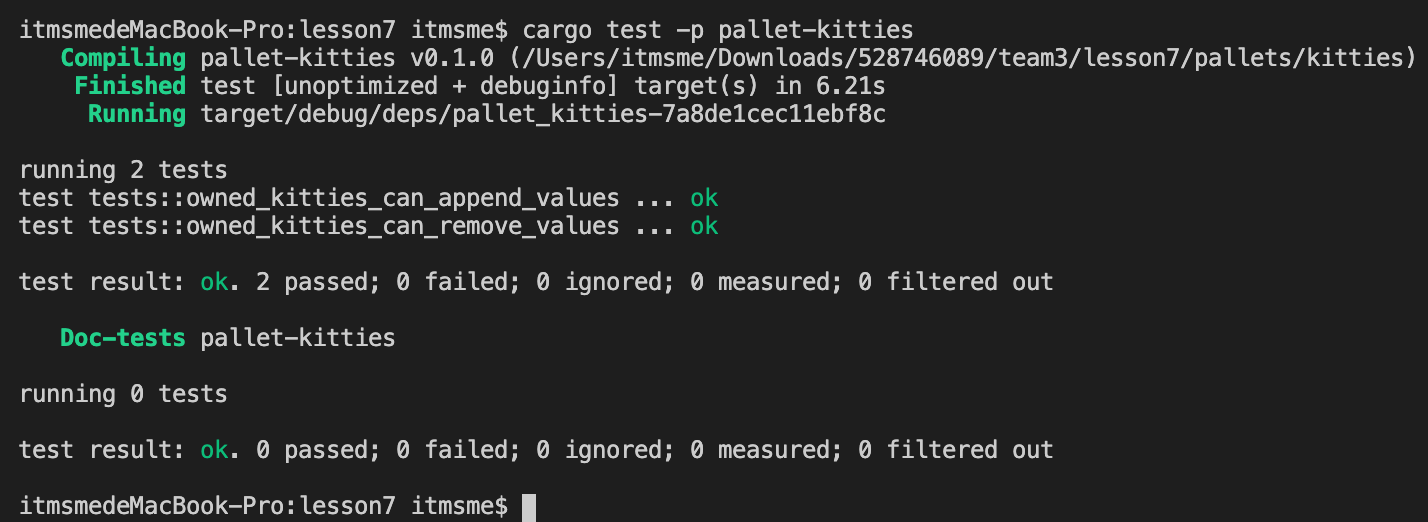 itmsmedeMacBook-Pro:lesson7 itmsme$ cargo test -p pallet-kitties
Compiling pallet-kitties v0.1.0 (/Users/itmsme/Downloads/528746089/team3/lesson7/pallets/kitties)
Finished test [unoptimized + debuginfo] target(s) in 6.21s
Running target/debug/deps/pallet_kitties-7a8de1cec11ebf8c
running 2 tests
test tests::owned_kitties_can_append_values ... ok
test tests::owned_kitties_can_remove_values ... ok
test result: ok. 2 passed; 0 failed; 0 ignored; 0 measured; 0 filtered out
Doc-tests pallet-kitties
running 0 tests
test result: ok. 0 passed; 0 failed; 0 ignored; 0 measured; 0 filtered out
itmsmedeMacBook-Pro:lesson7 itmsme$